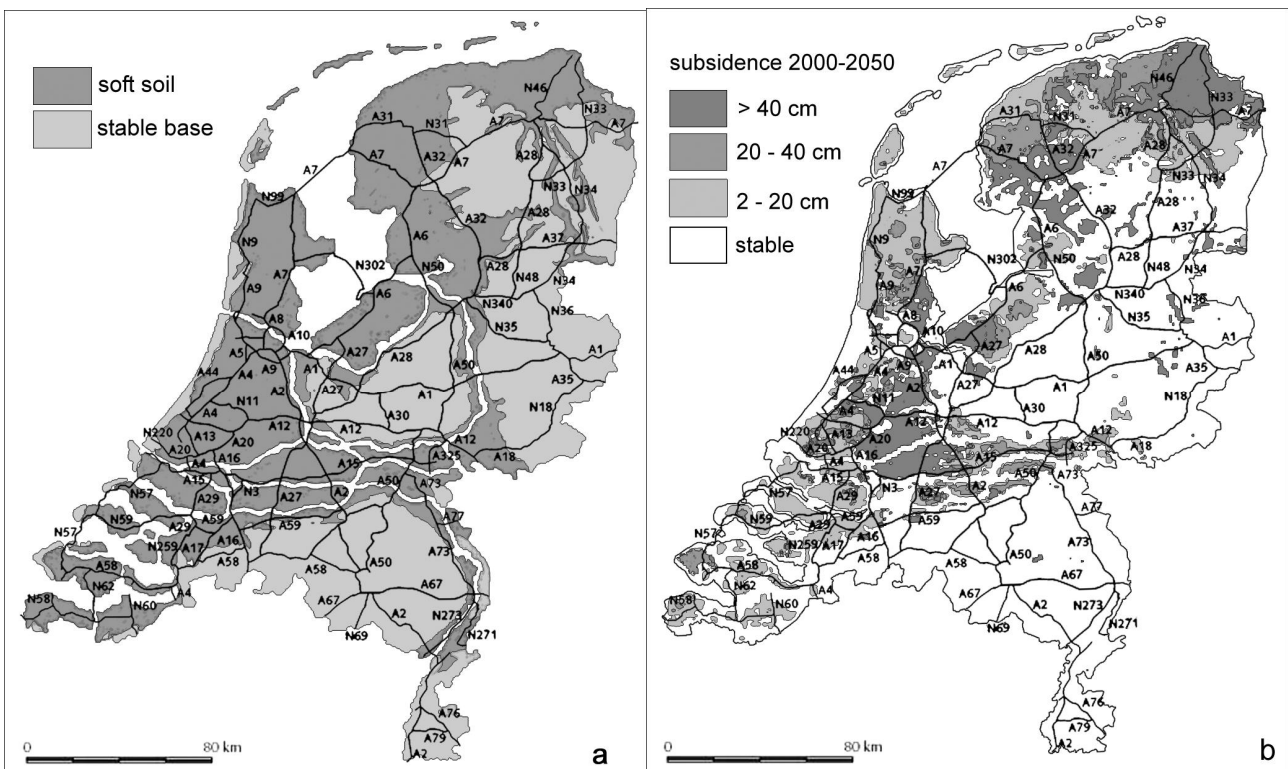 soft soil
stable base
N46
N33
A7
A31
N31
A7
A32
A7
A28
A7
N33
N34
N99
A32
A28
N9
A6
A37
A7
N302
N50
A28
N48
N34
A9
A6
N340
A8
N35
N36
A10
A5
A27
A28
A1
A9
A1
A50
A44
A4
A2
A27
A35
N11
A1
A30
N18
A4
A12
A12
N220
A13
A20
A12
A20
A16
A325
A18
A4
A15
A15
A50
A73
N57
A29
N3
A27
A2
A77
N59
A59
A59
N57
A29
N259
A17
A16
A73
A58
A58
A58
A50
N62
A67
A4
A67
N58
N60
A2
N273
N69
N271
A76
A79
A2
0 80 km
a
subsidence 2000-2050
> 40 cm
20 - 40 cm
2 - 20 cm
stable
N46
A31
N31
A7
N33
A7
A7
A32
A7
A28
A7
N33
N34
N99
A32
A28
N9
A6
A37
A7
N302
N50
A28
N48
N34
A9
A6
N340
N36
A8
N35
A10
A5
A27
A28
A1
A9
A1
A50
A44
A4
A2
A27
A35
N11
A1
A30
N18
A4
A12
A12
N220
A13
A20
A12
A20
A16
A325
A18
A4
A15
A15
A50
A73
N57
A29
N3
A27
A2
A77
N59
A59
A59
N57
A29
N259
A17
A16
A73
A58
A58
A58
A50
N62
A67
A4
A67
N58
N60
A2
N273
N69
N271
A76
A79
A2
0 80 km
b